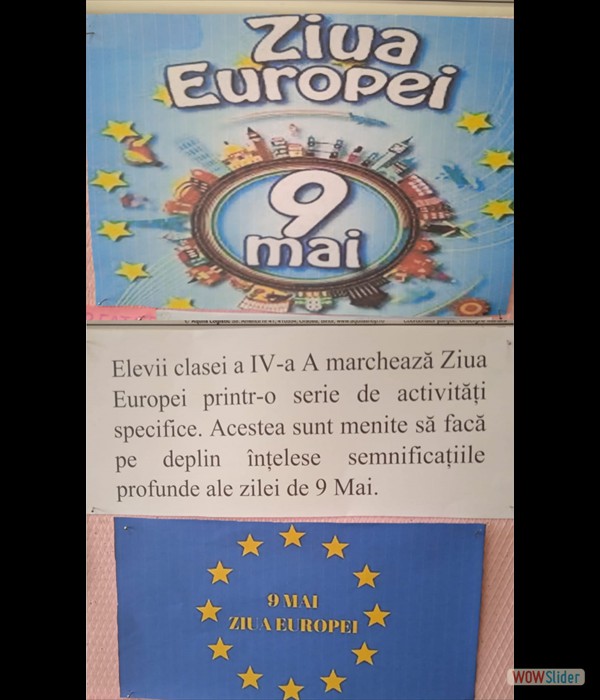 Ziua
Europei
9
mai
Elevii clasei a IV-a A marchează Ziua
Europei printr-o serie de activități
specifice. Acestea sunt menite să facă
pe deplin înțelese semnificațiile
profunde ale zilei de 9 Mai.
9 MAI
ZIUA EUROPEI
WOWSlider